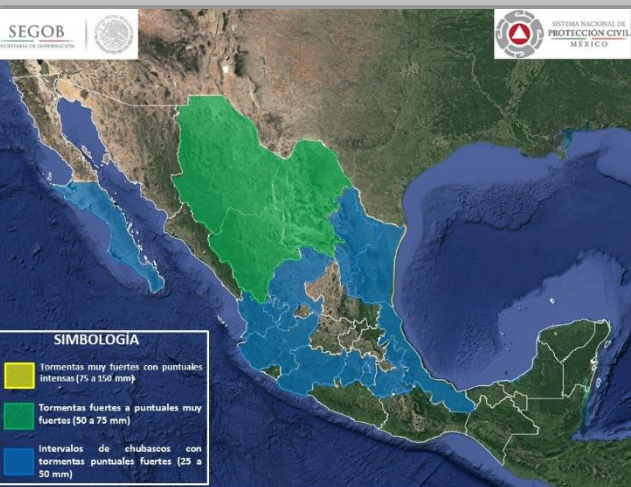 SEGOB
SECRETARÍA DE GOBERNACIÓN
SISTEMA NACIONAL DE
PROTECCIÓN CIVIL
MÉXICO
SIMBOLOGÍA
Tormentas muy fuertes con puntuales
intensas (75 a 150 mm)
Tormentas fuertes a puntuales muy
fuertes (50 a 75 mm)
Intervalos de chubascos con
tormentas puntuales fuertes (25 a
50 mm)